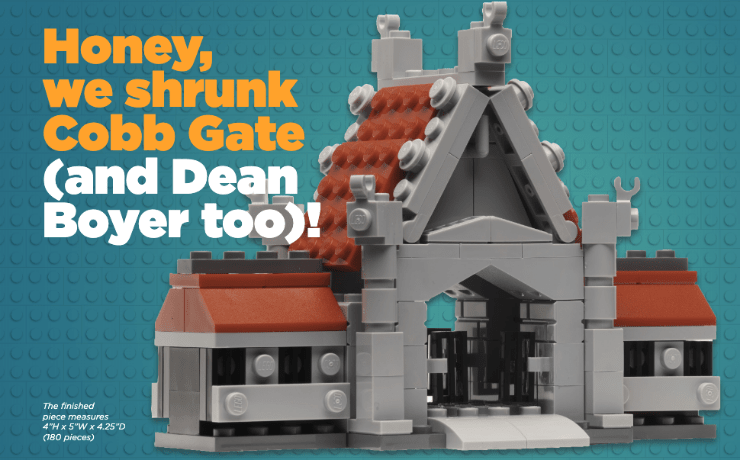 Honey,
we shrunk
Cobb Gate
(and Dean
Boyer too)!
The finished
piece measures
4"H x 5"W x 4.25"D
(180 pieces)